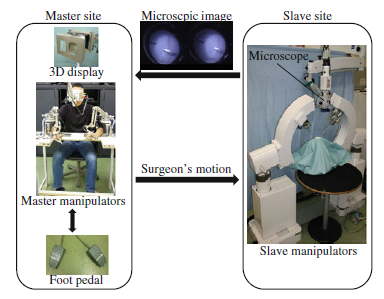 Master site
Microscpic image
Slave site
3D display
Microscope
Surgeon's motion
Master manipulators
Slave manipulators
Foot pedal